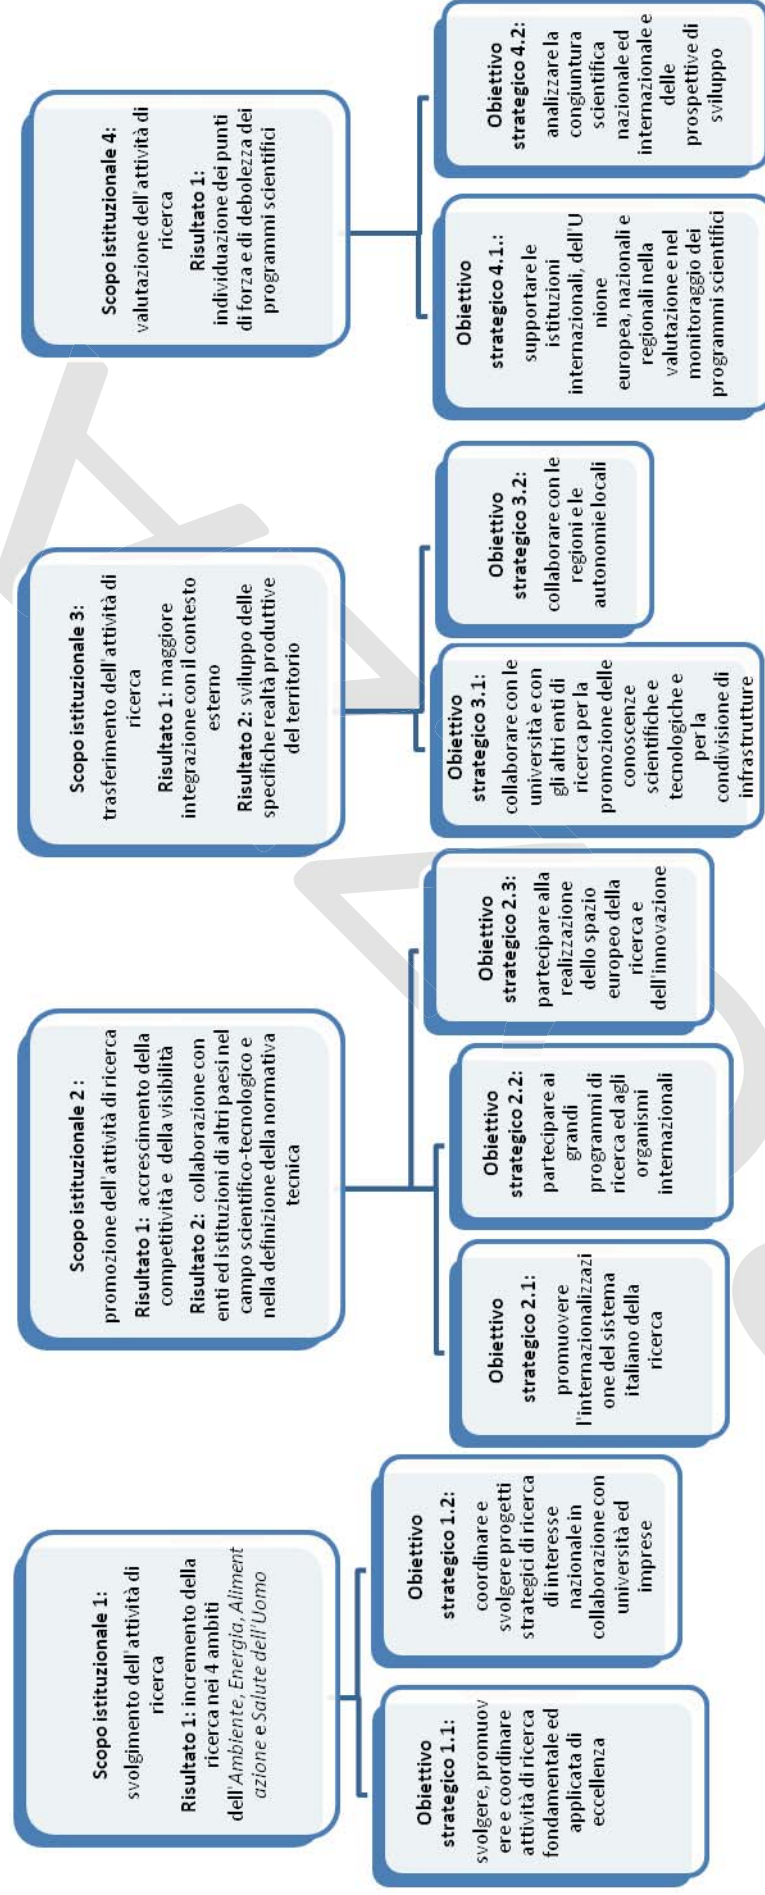 Scopo istituzionale 1:
svolgimento dell'attività di
ricerca
Risultato 1: incremento della
ricerca nei 4 ambiti
dell'Ambiente, Energia, Aliment
azione e Salute dell'Uomo
Obiettivo
strategico 1.1:
svolgere, promuov
ere e coordinare
attività di ricerca
fondamentale ed
applicata di
eccellenza
Obiettivo
strategico 1.2:
coordinare e
svolgere progetti
strategici di ricerca
di interesse
nazionale in
collaborazione con
università ed
imprese
Scopo istituzionale 2 :
promozione dell'attività di ricerca
Risultato 1: accrescimento della
competitività e della visibilità
Risultato 2: collaborazione con
enti ed istituzioni di altri paesi nel
campo scientifico-tecnologico e
nella definizione della normativa
tecnica
Obiettivo
strategico 2.1:
promuovere
l'internazionalizzazi
one del sistema
italiano della
ricerca
Obiettivo
strategico 2.2:
partecipare ai
grandi
programmi di
ricerca ed agli
organismi
internazionali
Obiettivo
strategico 2.3:
partecipare alla
realizzazione
dello spazio
europeo della
ricerca e
dell'innovazione
Scopo istituzionale 3:
trasferimento dell'attività di
ricerca
Risultato 1: maggiore
integrazione con il contesto
esterno
Risultato 2: sviluppo delle
specifiche realtà produttive
del territorio
Obiettivo
strategico 3.1:
collaborare con le
università e con
gli altri enti di
ricerca per la
promozione delle
conoscenze
scientifiche e
tecnologiche e
per la
condivisione di
infrastrutture
Obiettivo
strategico 3.2:
collaborare con le
regioni e le
autonomie locali
Scopo istituzionale 4:
valutazione dell'attività di
ricerca
Risultato 1:
individuazione dei punti
di forza e di debolezza dei
programmi scientifici
Obiettivo
strategico 4.1.:
supportare le
istituzioni
internazionali, dell'U
nione
europea, nazionali e
regionali nella
valutazione e nel
monitoraggio dei
programmi scientifici
Obiettivo
strategico 4.2:
analizzare la
congiuntura
scientifica
nazionale ed
internazionale e
delle
prospettive di
sviluppo